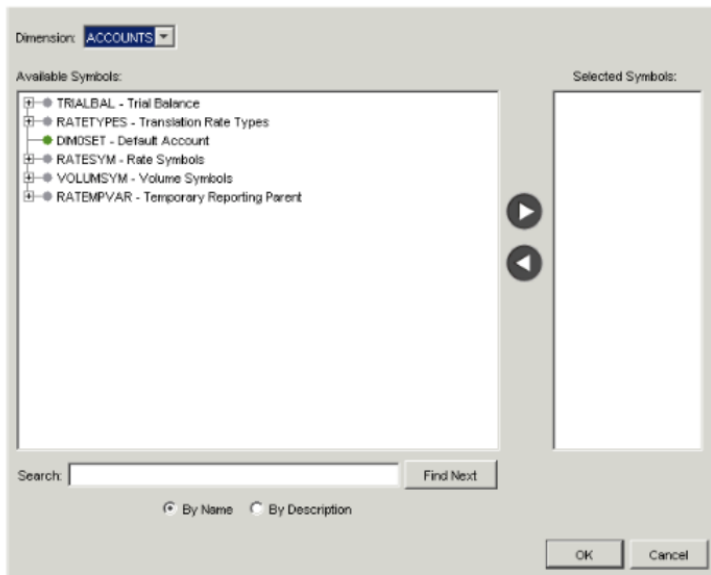 Dimension: ACCOUNTS
Available Symbols:
Selected Symbols:
TRIALBAL - Trial Balance
RATETYPES - Translation Rate Types
DIM0SET - Default Account
RATESYM - Rate Symbols
VOLUMSYM - Volume Symbols
RATEMPVAR - Temporary Reporting Parent
Search: Find Next
By Name By Description
OK Cancel